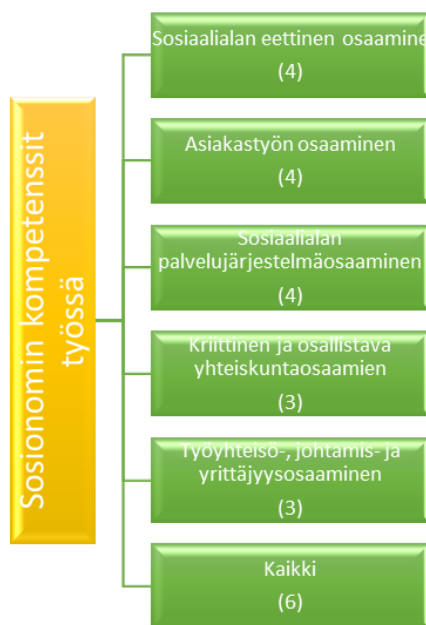 Sosionomin kompetenssit
työssä
Sosiaalialan eettinen osaamine
(4)
Asiakastyön osaaminen
(4)
Sosiaalialan
palvelujärjestelmäosaaminen
(4)
Kriittinen ja osallistava
yhteiskuntaosaamien
(3)
Työyhteisö-, johtamis- ja
yrittäjyysosaaminen
(3)
Kaikki
(6)